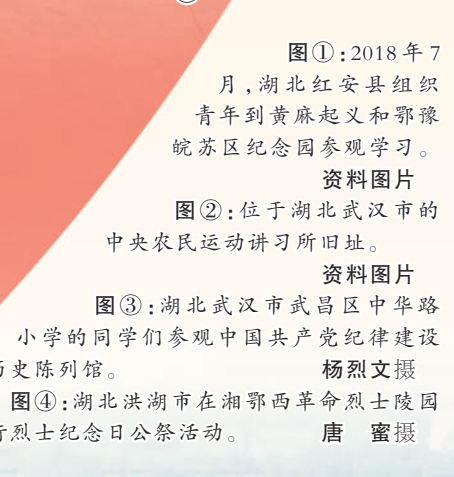 图①：2018年7
月，湖北红安县组织
青年到黄麻起义和鄂豫
皖苏区纪念园参观学习。
资料图片
图②：位于湖北武汉市的
中央农民运动讲习所旧址。
资料图片
图③：湖北武汉市武昌区中华路
小学的同学们参观中国共产党纪律建设
历史陈列馆。 杨烈文摄
图④：湖北洪湖市在湘鄂西革命烈士陵园
行烈士纪念日公祭活动。 唐 蜜摄